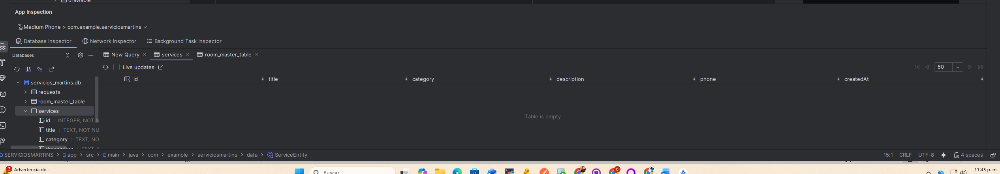 drawable
App Inspection
Medium Phone > com.example.serviciosmartins
Database Inspector Network Inspector Background Task Inspector
Databases
New Query services room_master_table
Live updates
50
id title category description phone createdAt
servicios_martins.db
requests
room_master_table
services
id : INTEGER, NOT N
title : TEXT, NOT NU
category : TEXT, NO
description : TEXT, N
Table is empty
SERVICIOSMARTINS > app > src > main > java > com > example > serviciosmartins > data > ServiceEntity
15:1 CRLF UTF-8 4 spaces
3 Advertencia de...
Buscar
D
11:45 p. m.